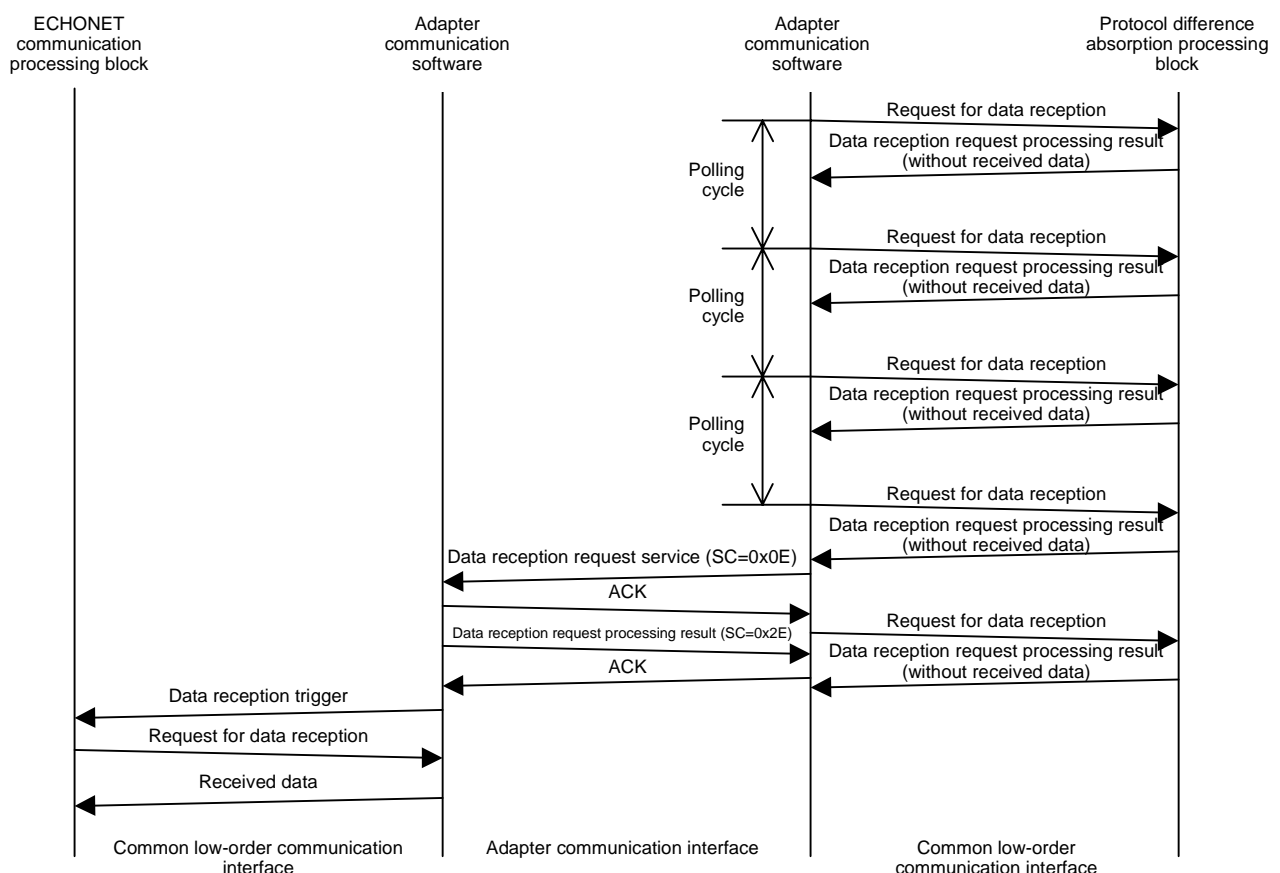 ECHONET
communication
processing block
Adapter
communication
software
Adapter
communication
software
Protocol difference
absorption processing
block
Request for data reception
Data reception request processing result
(without received data)
Polling
cycle
Request for data reception
Data reception request processing result
(without received data)
Polling
cycle
Request for data reception
Data reception request processing result
(without received data)
Polling
cycle
Request for data reception
Data reception request processing result
(without received data)
Data reception request service (SC=0x0E)
ACK
Data reception request processing result (SC=0x2E)
Request for data reception
Data reception request processing result
(without received data)
ACK
Data reception trigger
Request for data reception
Received data
Common low-order communication
interface
Adapter communication interface
Common low-order
communication interface